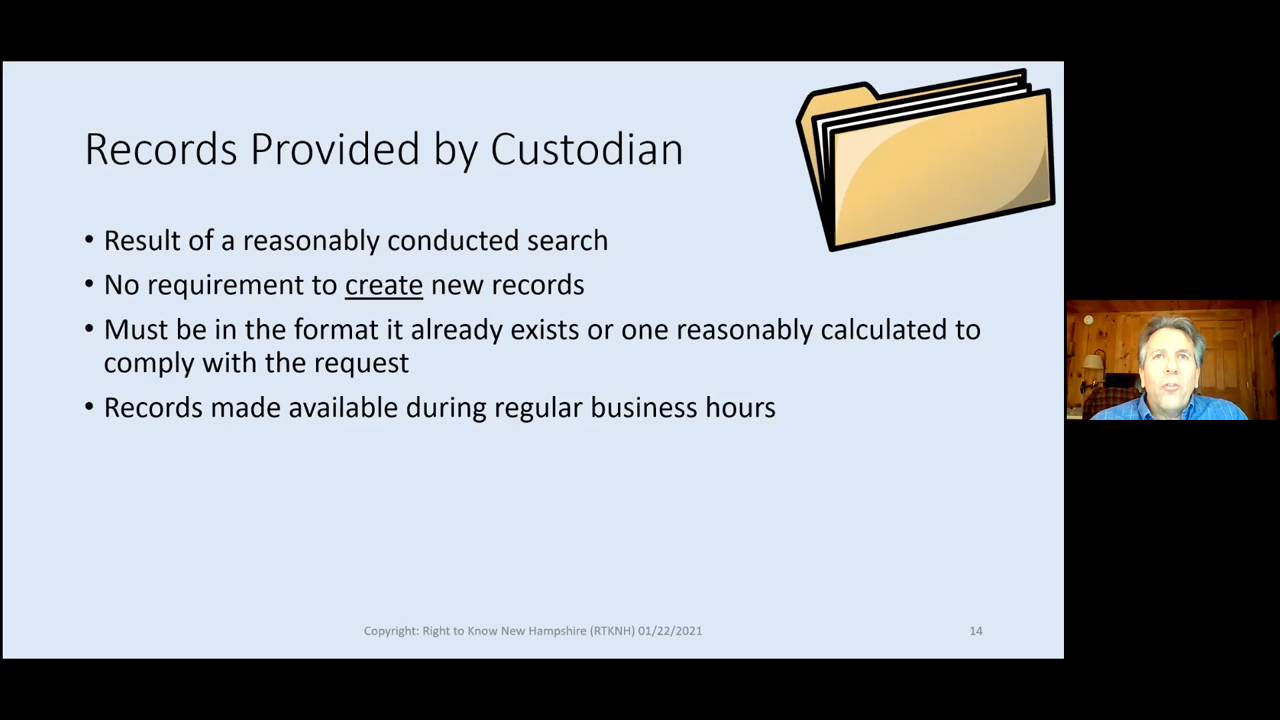 Records Provided by Custodian
• Result of a reasonably conducted search
• No requirement to create new records
• Must be in the format it already exists or one reasonably calculated to
comply with the request
• Records made available during regular business hours
Copyright: Right to Know New Hampshire (RTKNH) 01/22/2021
14